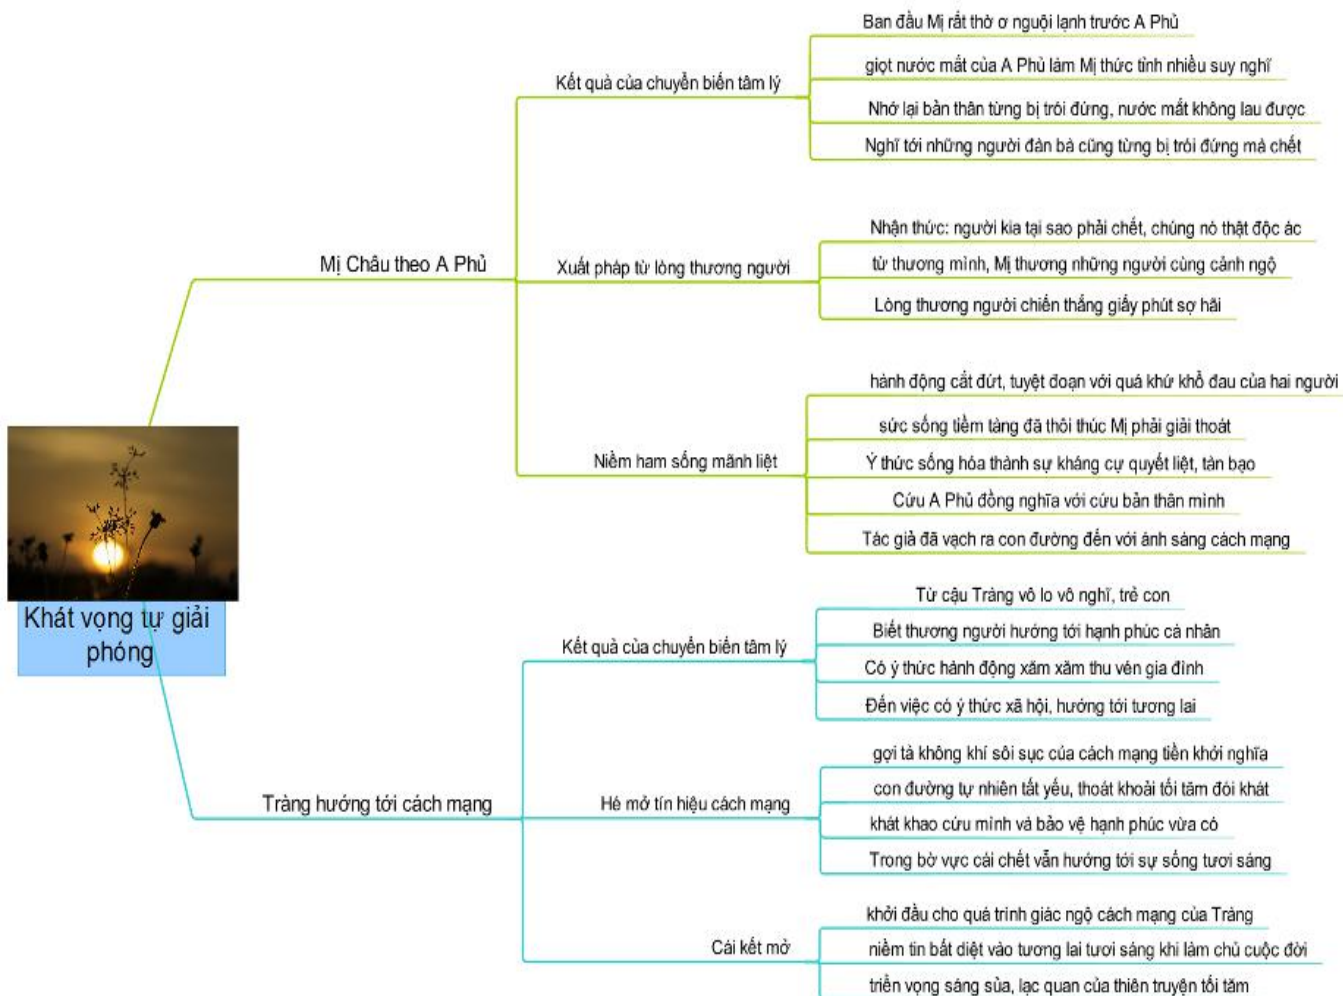 Khát vọng tự giải
phóng
Mị Châu theo A Phủ
Kết quả của chuyển biến tâm lý
Ban đầu Mị rất thờ ơ nguội lạnh trước A Phủ
giọt nước mắt của A Phủ làm Mị thức tỉnh nhiều suy nghĩ
Nhớ lại bản thân từng bị trói đứng, nước mắt không lau được
Nghĩ tới những người đàn bà cũng từng bị trói đứng mà chết
Xuất pháp từ lòng thương người
Nhận thức: người kia tại sao phải chết, chúng nó thật độc ác
từ thương mình, Mị thương những người cùng cảnh ngộ
Lòng thương người chiến thắng giấy phút sợ hãi
Niềm ham sống mãnh liệt
hành động cắt đứt, tuyệt đoạn với quá khứ khổ đau của hai người
sức sống tiềm tàng đã thôi thúc Mị phải giải thoát
Ý thức sống hóa thành sự kháng cự quyết liệt, tàn bạo
Cứu A Phủ đồng nghĩa với cứu bản thân mình
Tác giả đã vạch ra con đường đến với ánh sáng cách mạng
Tràng hướng tới cách mạng
Kết quả của chuyển biến tâm lý
Từ cậu Tràng vô lo vô nghĩ, trẻ con
Biết thương người hướng tới hạnh phúc cá nhân
Có ý thức hành động xăm xăm thu vén gia đình
Đến việc có ý thức xã hội, hướng tới tương lai
Hé mở tín hiệu cách mạng
gợi tả không khí sôi sục của cách mạng tiền khởi nghĩa
con đường tự nhiên tất yếu, thoát khoải tối tăm đói khát
khát khao cứu mình và bảo vệ hạnh phúc vừa có
Trong bờ vực cái chết vẫn hướng tới sự sống tươi sáng
Cái kết mở
khởi đầu cho quá trình giác ngộ cách mạng của Tràng
niềm tin bất diệt vào tương lai tươi sáng khi làm chủ cuộc đời
triển vọng sáng sủa, lạc quan của thiên truyện tối tăm